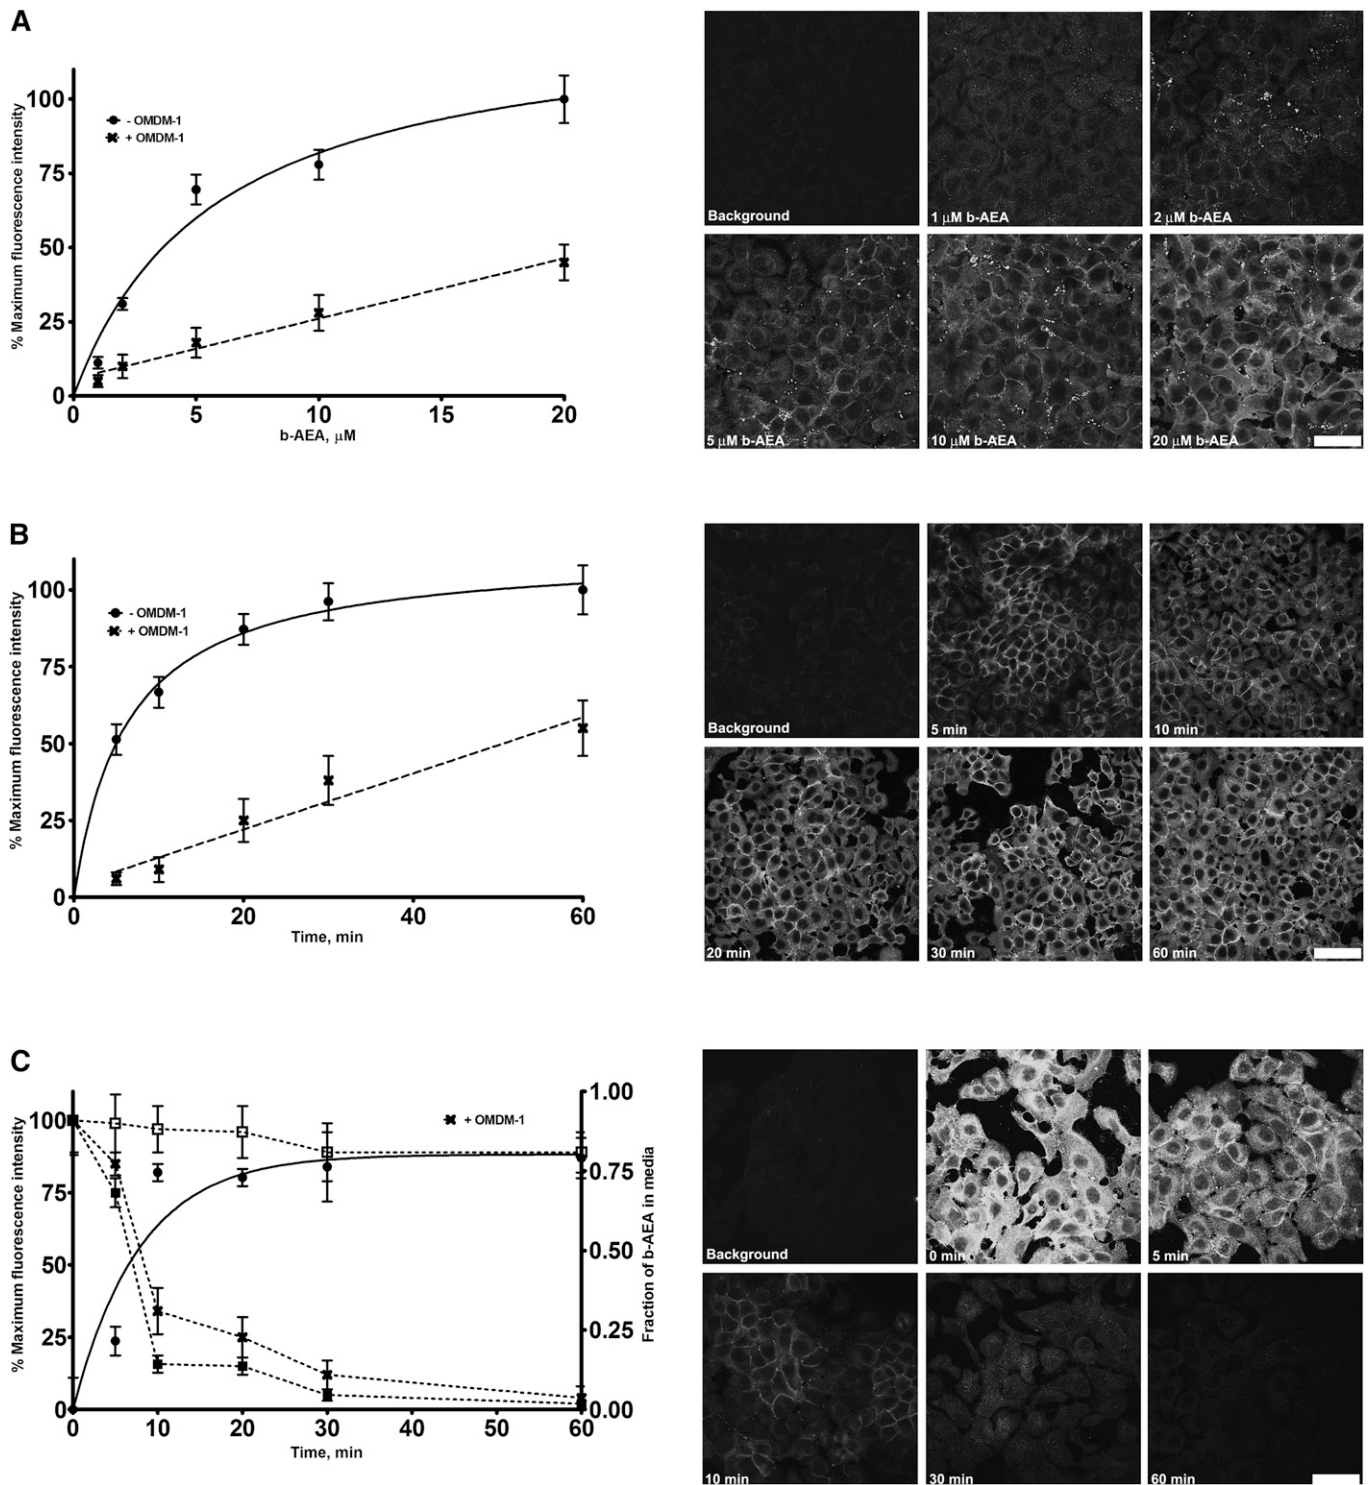 A
% Maximum fluorescence intensity
100
75
50
25
0
- OMDM-1
+ OMDM-1
0 5 10 15 20
b-AEA, μM
Background
1 μM b-AEA
2 μM b-AEA
5 μM b-AEA
10 μM b-AEA
20 μM b-AEA
B
% Maximum fluorescence intensity
100
75
50
25
0
- OMDM-1
+ OMDM-1
0 20 40 60
Time, min
Background
5 min
10 min
20 min
30 min
60 min
C
% Maximum fluorescence intensity
100
75
50
25
0
+ OMDM-1
1.00
0.75
0.50
0.25
0.00
Fraction of b-AEA in media
0 10 20 30 40 50 60
Time, min
Background
0 min
5 min
10 min
30 min
60 min